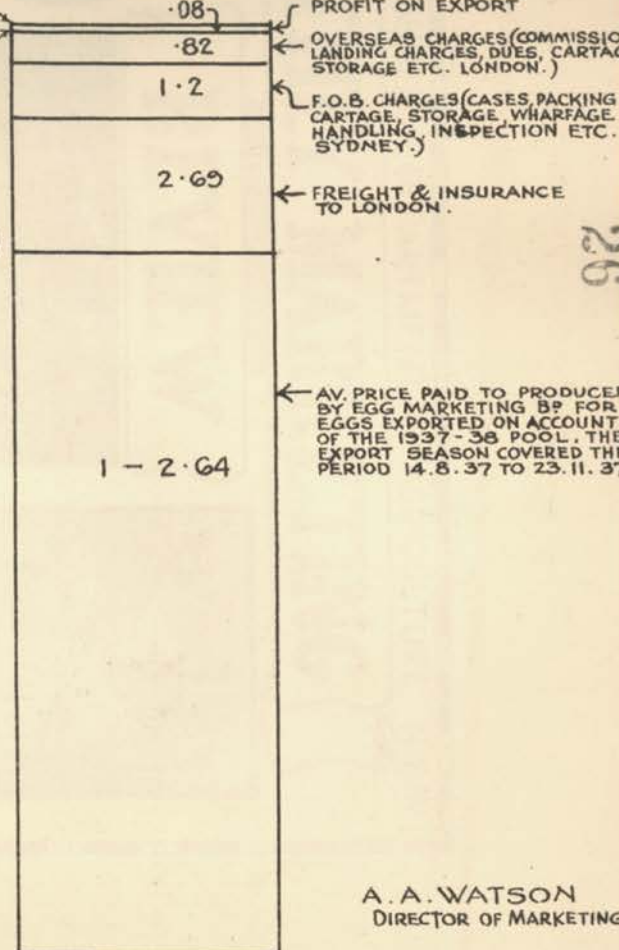 .08
PROFIT ON EXPORT
.82
OVERSEAS CHARGES (COMMISSIO
LANDING CHARGES, DUES, CARTAG
STORAGE ETC. LONDON.)
1.2
F.O.B. CHARGES (CASES, PACKING
CARTAGE, STORAGE, WHARFAGE
HANDLING, INSPECTION ETC.
SYDNEY.)
2.69
FREIGHT & INSURANCE
TO LONDON.
26
AV. PRICE PAID TO PRODUCE
BY EGG MARKETING BD FOR
EGGS EXPORTED ON ACCOUNT
OF THE 1937-38 POOL. THE
EXPORT SEASON COVERED TH
PERIOD 14.8.37 TO 23.11.37
1 - 2.64
A.A. WATSON
DIRECTOR OF MARKETING